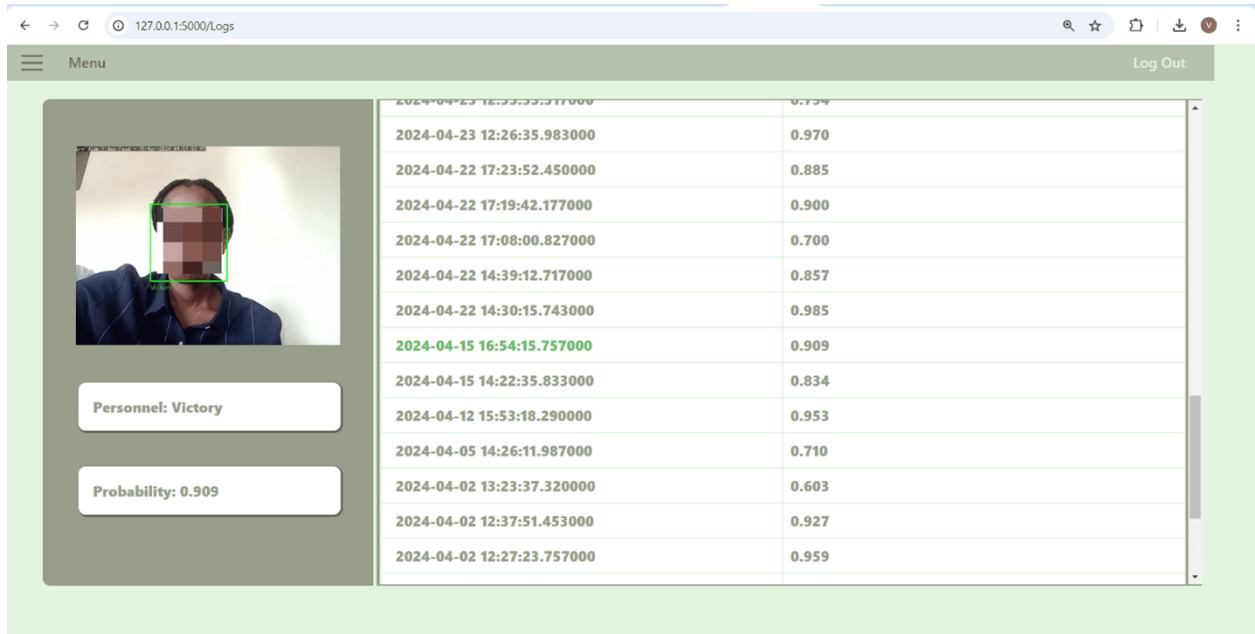 127.0.0.1:5000/Logs
V
Menu
Log Out
Victory
Personnel: Victory
Probability: 0.909
2024-04-23 12:26:35.983000 0.970
2024-04-22 17:23:52.450000 0.885
2024-04-22 17:19:42.177000 0.900
2024-04-22 17:08:00.827000 0.700
2024-04-22 14:39:12.717000 0.857
2024-04-22 14:30:15.743000 0.985
2024-04-15 16:54:15.757000 0.909
2024-04-15 14:22:35.833000 0.834
2024-04-12 15:53:18.290000 0.953
2024-04-05 14:26:11.987000 0.710
2024-04-02 13:23:37.320000 0.603
2024-04-02 12:37:51.453000 0.927
2024-04-02 12:27:23.757000 0.959